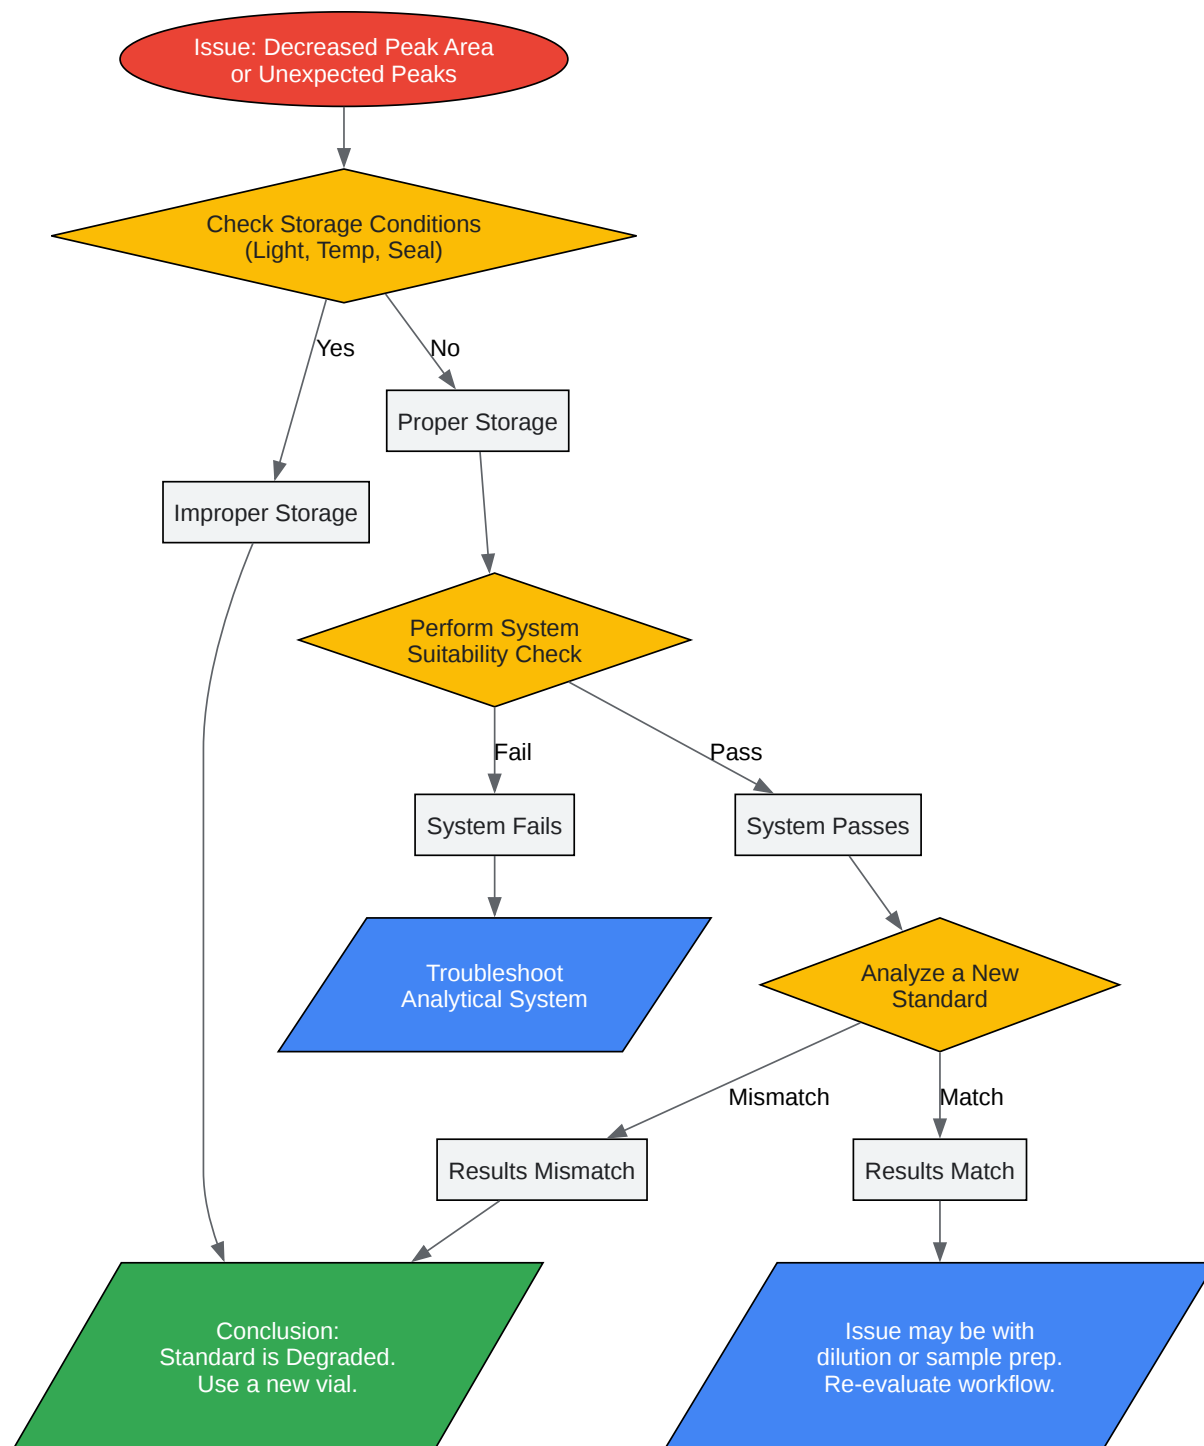 Issue: Decreased Peak Area
or Unexpected Peaks
Check Storage Conditions
(Light, Temp, Seal)
Yes
No
Proper Storage
Improper Storage
Perform System
Suitability Check
Fail
Pass
System Fails
System Passes
Troubleshoot
Analytical System
Analyze a New
Standard
Mismatch
Match
Results Mismatch
Results Match
Conclusion:
Standard is Degraded.
Use a new vial.
Issue may be with
dilution or sample prep.
Re-evaluate workflow.